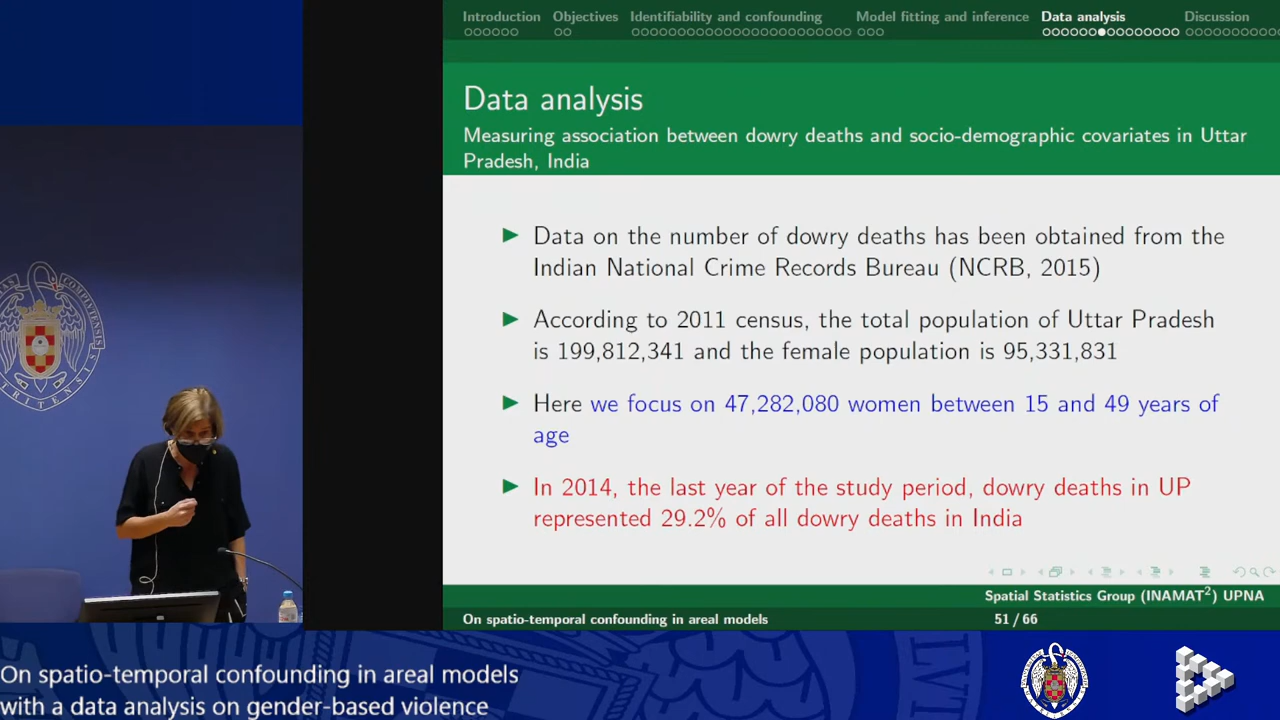 Introduction Objectives Identifiability and confounding Model fitting and inference Data analysis Discussion
Data analysis
Measuring association between dowry deaths and socio-demographic covariates in Uttar
Pradesh, India
Data on the number of dowry deaths has been obtained from the
Indian National Crime Records Bureau (NCRB, 2015)
According to 2011 census, the total population of Uttar Pradesh
is 199,812,341 and the female population is 95,331,831
Here we focus on 47,282,080 women between 15 and 49 years of
age
In 2014, the last year of the study period, dowry deaths in UP
represented 29.2% of all dowry deaths in India
Spatial Statistics Group (INAMAT²) UPNA
On spatio-temporal confounding in areal models 51 / 66
On spatio-temporal confounding in areal models
with a data analysis on gender-based violence